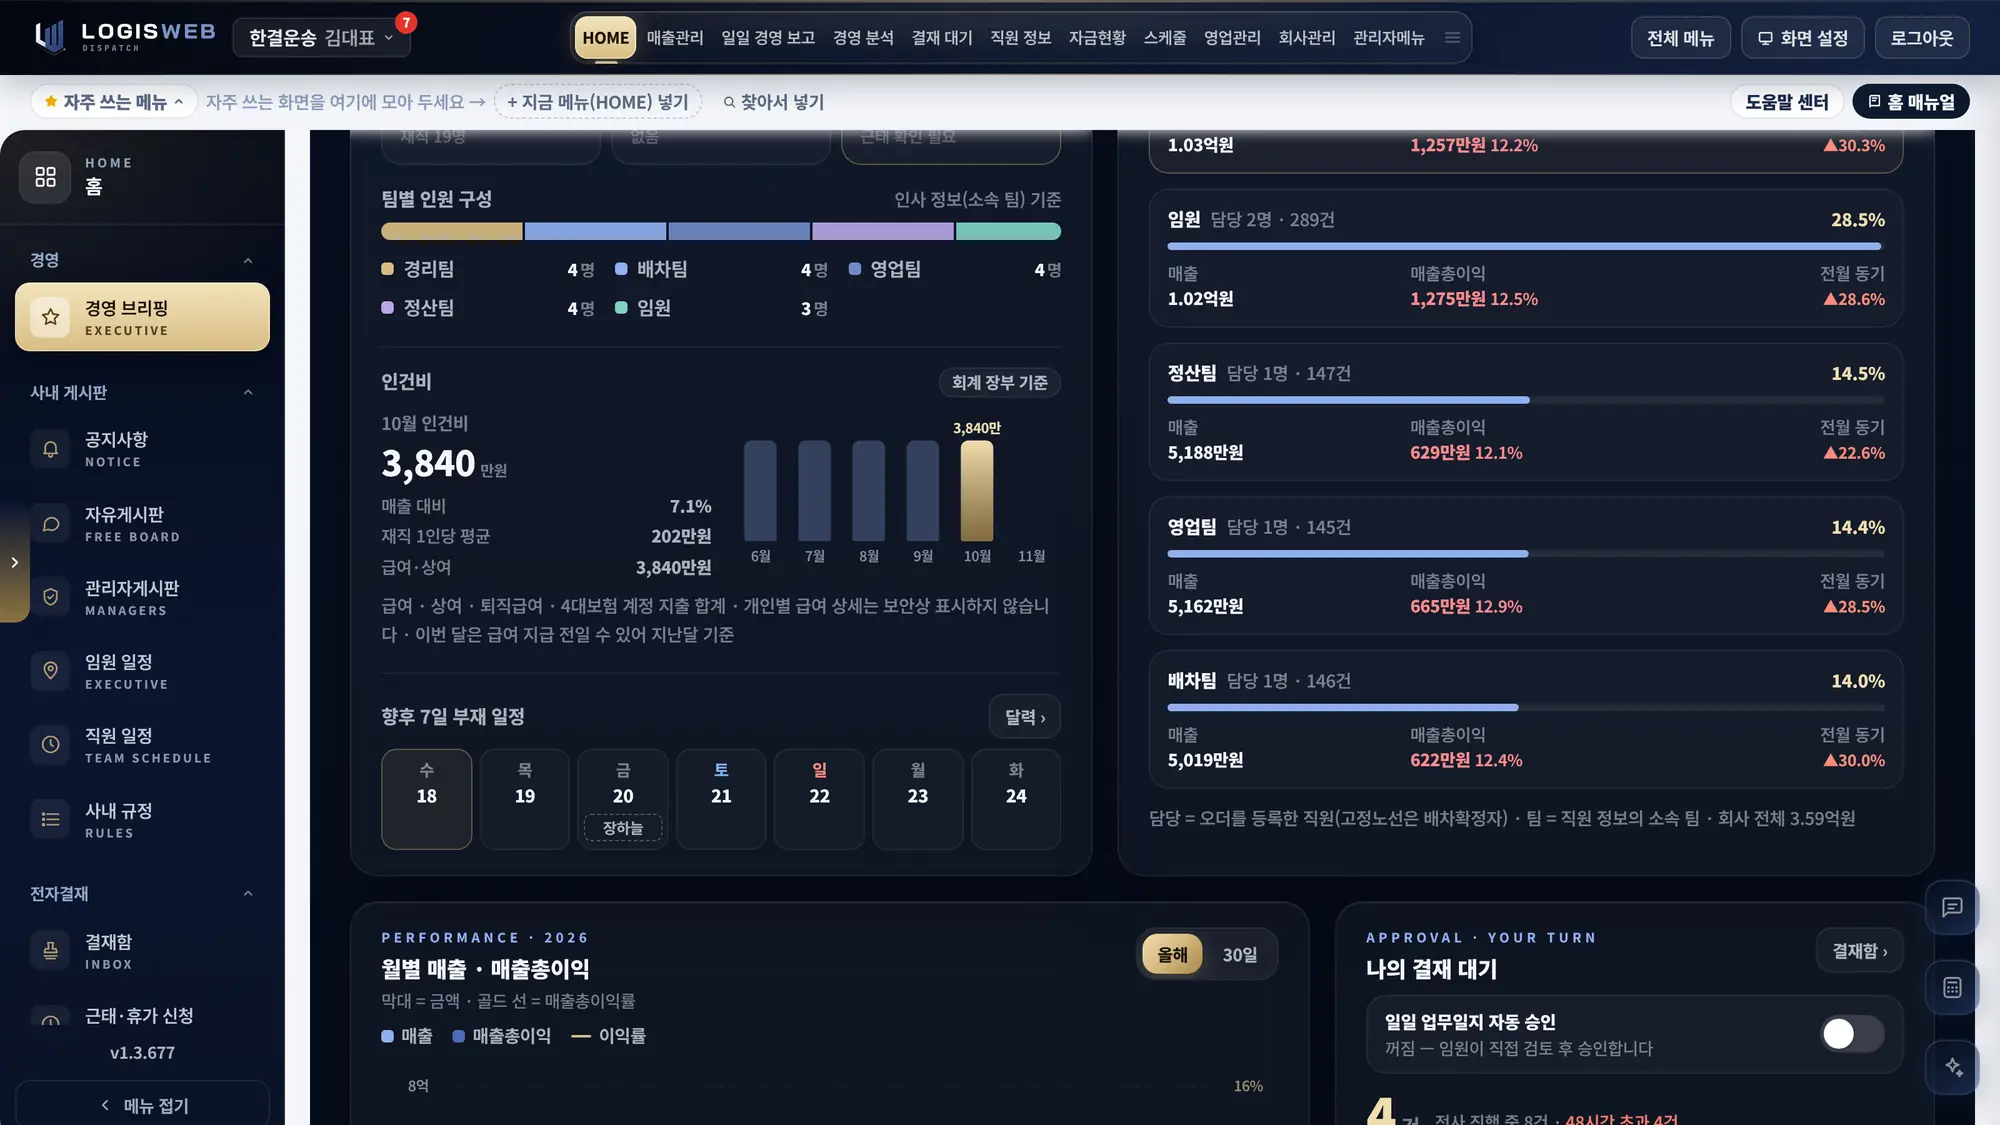 LOGISWEB
DISPATCH
한결운송 김대표
7
HOME 매출관리 일일 경영 보고 경영 분석 결재 대기 직원 정보 자금현황 스케줄 영업관리 회사관리 관리자메뉴
전체 메뉴
화면 설정
로그아웃
자주 쓰는 메뉴
자주 쓰는 화면을 여기에 모아 두세요 →
+ 지금 메뉴(HOME) 넣기
찾아서 넣기
도움말 센터
홈 매뉴얼
HOME
홈
경영
경영 브리핑
EXECUTIVE
사내 게시판
공지사항
NOTICE
자유게시판
FREE BOARD
관리자게시판
MANAGERS
임원 일정
EXECUTIVE
직원 일정
TEAM SCHEDULE
사내 규정
RULES
전자결재
결재함
INBOX
근태·휴가 신청
v1.3.677
메뉴 접기
재직 19명
없음
근태 확인 필요
팀별 인원 구성
인사 정보(소속 팀) 기준
경리팀 4명
배차팀 4명
영업팀 4명
정산팀 4명
임원 3명
인건비
회계 장부 기준
10월 인건비
3,840 만원
매출 대비 7.1%
재직 1인당 평균 202만원
급여·상여 3,840만원
3,840만
6월 7월 8월 9월 10월 11월
급여 · 상여 · 퇴직급여 · 4대보험 계정 지출 합계 · 개인별 급여 상세는 보안상 표시하지 않습니
다 · 이번 달은 급여 지급 전일 수 있어 지난달 기준
향후 7일 부재 일정
달력 ›
수 목 금 토 일 월 화
18 19 20 21 22 23 24
장하늘
1.03억원 1,257만원 12.2% ▲30.3%
임원 담당 2명 · 289건 28.5%
매출 매출총이익 전월 동기
1.02억원 1,275만원 12.5% ▲28.6%
정산팀 담당 1명 · 147건 14.5%
매출 매출총이익 전월 동기
5,188만원 629만원 12.1% ▲22.6%
영업팀 담당 1명 · 145건 14.4%
매출 매출총이익 전월 동기
5,162만원 665만원 12.9% ▲28.5%
배차팀 담당 1명 · 146건 14.0%
매출 매출총이익 전월 동기
5,019만원 622만원 12.4% ▲30.0%
담당 = 오더를 등록한 직원(고정노선은 배차확정자) · 팀 = 직원 정보의 소속 팀 · 회사 전체 3.59억원
PERFORMANCE · 2026
월별 매출 · 매출총이익
막대 = 금액 · 골드 선 = 매출총이익률
올해
30일
매출 매출총이익 이익률
8억
16%
APPROVAL · YOUR TURN
나의 결재 대기
결재함 ›
일일 업무일지 자동 승인
꺼짐 — 임원이 직접 검토 후 승인합니다
4건 전사 진행 중 8건 · 48시간 초과 4건